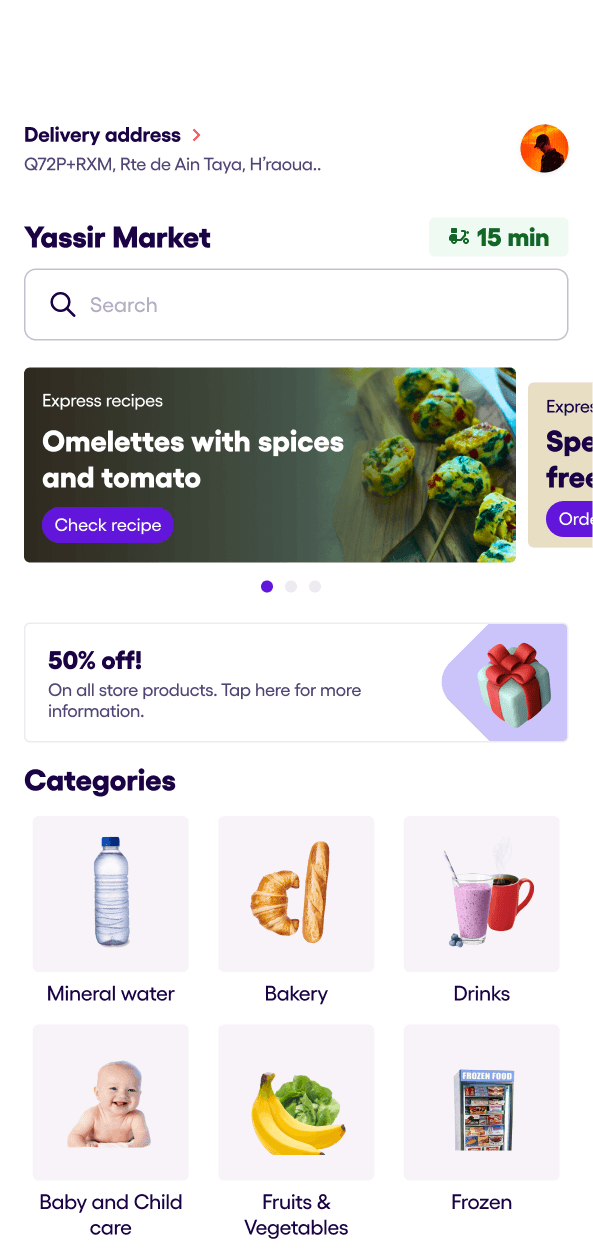 Delivery address
Q72P+RXM, Rte de Ain Taya, H’raoua..
Yassir Market
15 min
Search
Express recipes
Omelettes with spices
and tomato
Check recipe
Expres
Spe
free
Orde
50% off!
On all store products. Tap here for more
information.
Categories
Mineral water
Bakery
Drinks
FROZEN FOOD
Baby and Child
care
Fruits &
Vegetables
Frozen